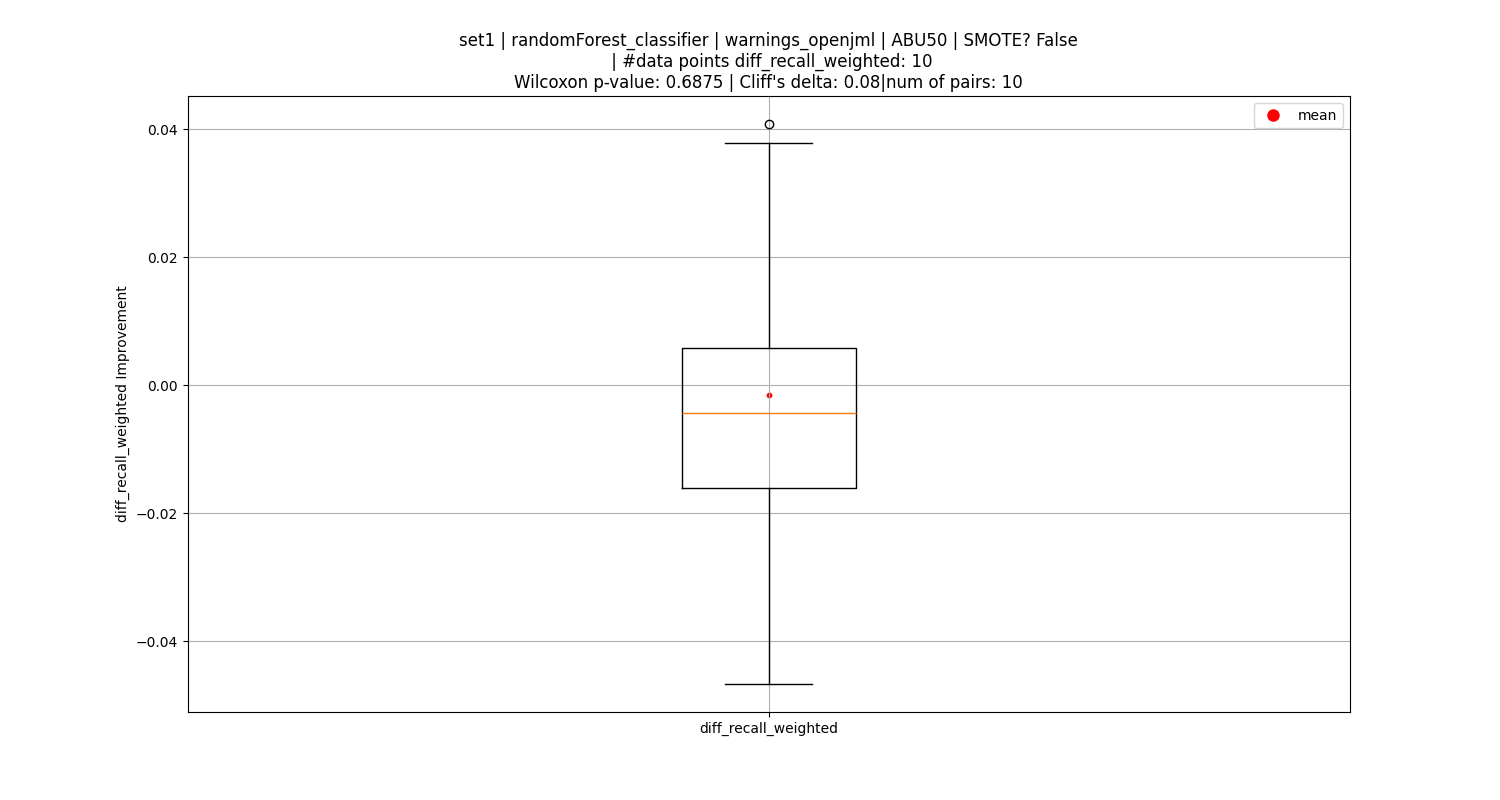 set1 | randomForest_classifier | warnings_openjml | ABU50 | SMOTE? False
| #data points diff_recall_weighted: 10
Wilcoxon p-value: 0.6875 | Cliff's delta: 0.08|num of pairs: 10
mean
0.04
0.02
0.00
−0.02
−0.04
diff_recall_weighted Improvement
diff_recall_weighted